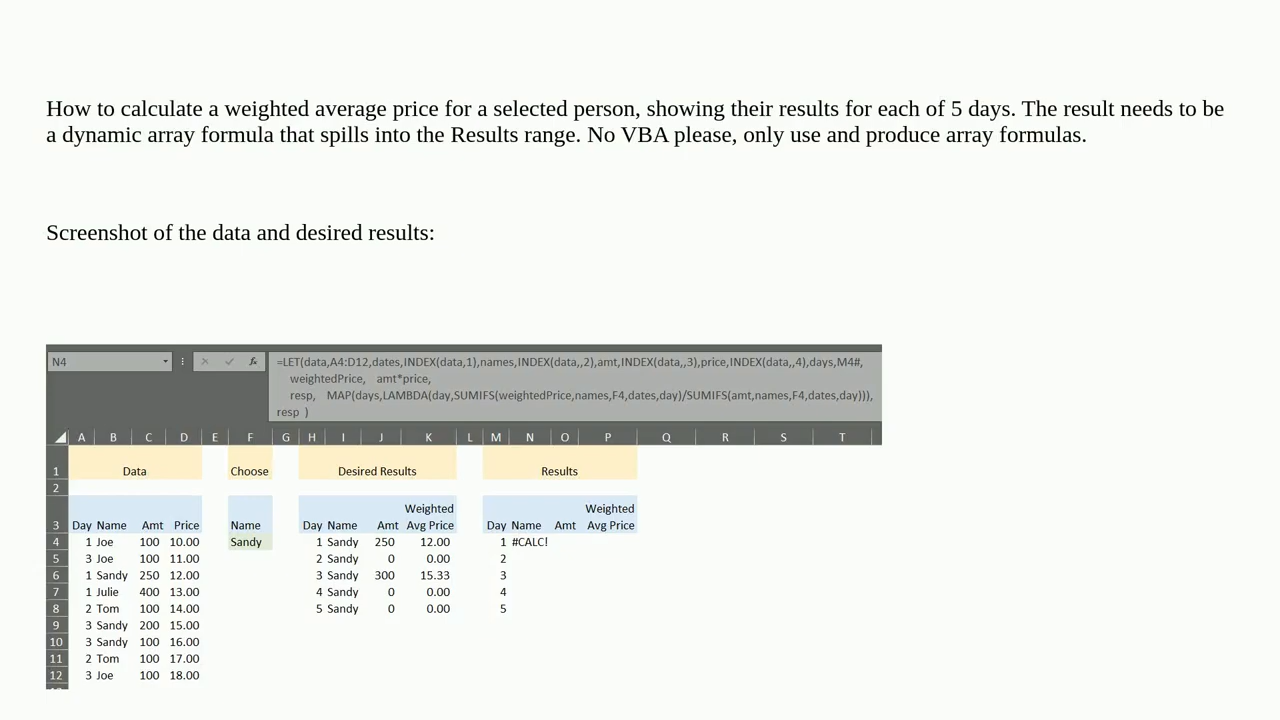 How to calculate a weighted average price for a selected person, showing their results for each of 5 days. The result needs to be
a dynamic array formula that spills into the Results range. No VBA please, only use and produce array formulas.
Screenshot of the data and desired results:
N4 fx =LET(data,A4:D12,dates,INDEX(data,1),names,INDEX(data,,2),amt,INDEX(data,,3),price,INDEX(data,,4),days,M4#,
weightedPrice, amt*price,
resp, MAP(days,LAMBDA(day,SUMIFS(weightedPrice,names,F4,dates,day)/SUMIFS(amt,names,F4,dates,day))),
resp )
A B C D E F G H I J K L M N O P Q R S T
1 Data Choose Desired Results Results
2
Weighted Weighted
3 Day Name Amt Price Name Day Name Amt Avg Price Day Name Amt Avg Price
4 1 Joe 100 10.00 Sandy 1 Sandy 250 12.00 1 #CALC!
5 3 Joe 100 11.00 2 Sandy 0 0.00 2
6 1 Sandy 250 12.00 3 Sandy 300 15.33 3
7 1 Julie 400 13.00 4 Sandy 0 0.00 4
8 2 Tom 100 14.00 5 Sandy 0 0.00 5
9 3 Sandy 200 15.00
10 3 Sandy 100 16.00
11 2 Tom 100 17.00
12 3 Joe 100 18.00